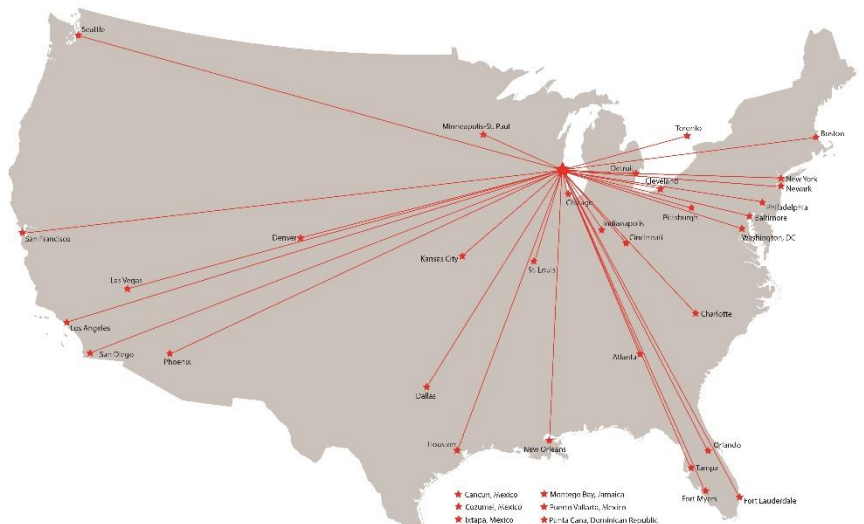 Seattle
Minneapolis-St. Paul
Toronto
Boston
Detroit
Cleveland
New York
Newark
Chicago
Philadelphia
Pittsburgh
Baltimore
Indianapolis
Cincinnati
Washington, DC
San Francisco
Denver
Kansas City
St. Louis
Las Vegas
Los Angeles
San Diego
Phoenix
Charlotte
Atlanta
Dallas
Houston
New Orleans
Orlando
Tampa
Fort Myers
Fort Lauderdale
Cancun, Mexico
Cozumel, Mexico
Ixtapa, Mexico
Montego Bay, Jamaica
Puerto Vallarta, Mexico
Punta Cana, Dominican Republic